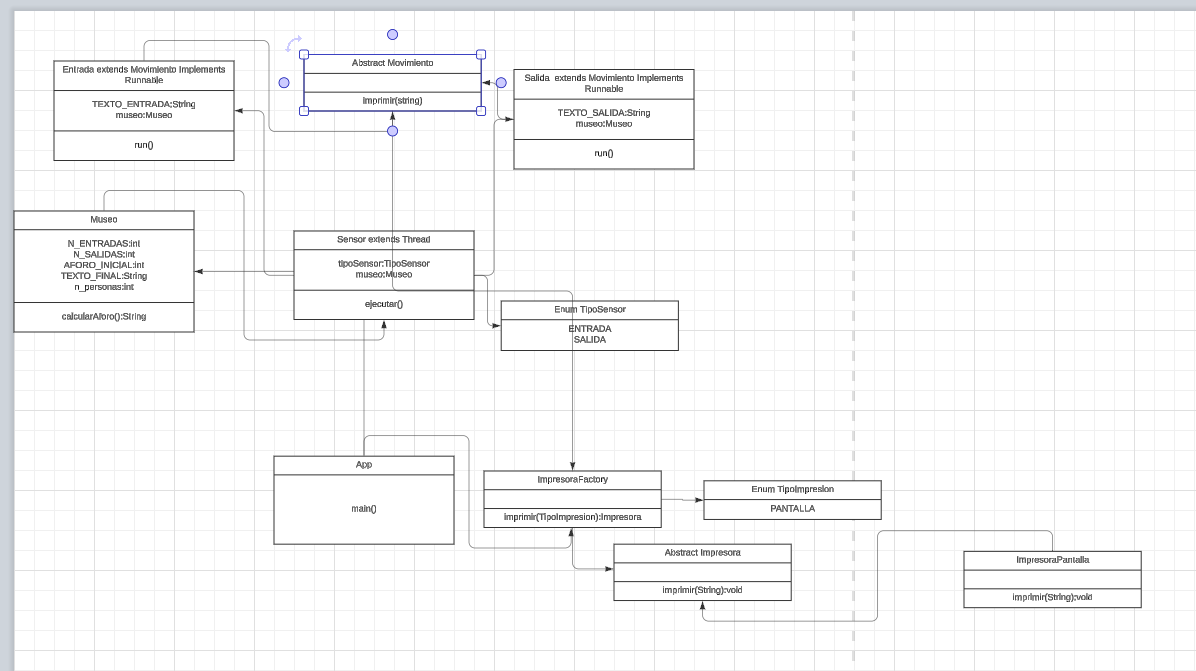 Entrada extends Movimiento Implements
Runnable
TEXTO_ENTRADA:String
museo:Museo
run()
Abstract Movimiento
Imprimir(string)
Salida extends Movimiento Implements
Runnable
TEXTO_SALIDA:String
museo:Museo
run()
Museo
N_ENTRADAS:int
N_SALIDAS:int
AFORO_INICIAL:int
TEXTO_FINAL:String
n_personas:int
calcularAforo():String
Sensor extends Thread
tipoSensor:TipoSensor
museo:Museo
ejecutar()
Enum TipoSensor
ENTRADA
SALIDA
App
main()
ImpresoraFactory
imprimir(TipoImpresion):Impresora
Enum TipoImpresion
PANTALLA
Abstract Impresora
imprimir(String):void
ImpresoraPantalla
imprimir(String):void